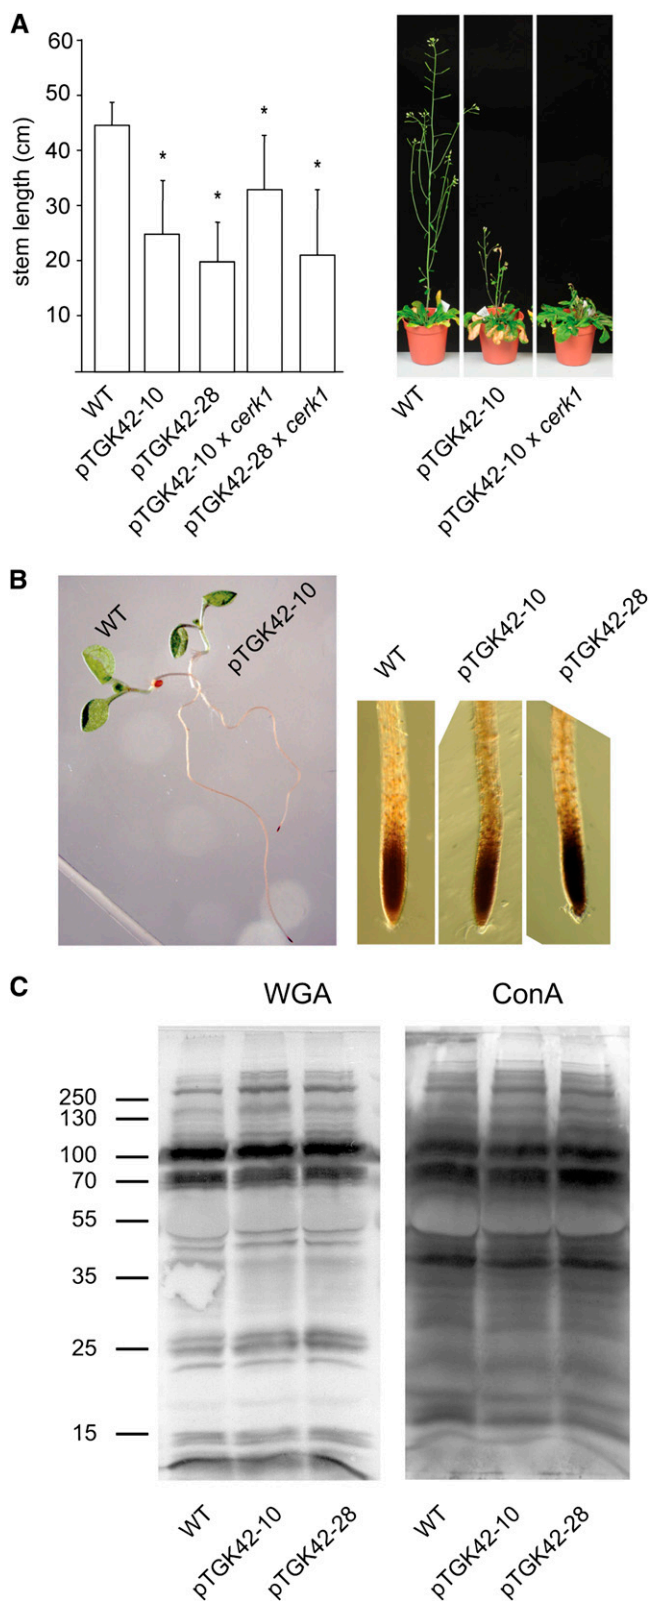 A
60
50
40
30
20
10
stem length (cm)
*
*
*
*
WT
pTGK42-10
pTGK42-28
pTGK42-10 x cerk1
pTGK42-28 x cerk1
WT
pTGK42-10
pTGK42-10 x cerk1
B
WT
pTGK42-10
WT
pTGK42-10
pTGK42-28
C
WGA
ConA
250
130
100
70
55
35
25
15
WT
pTGK42-10
pTGK42-28
WT
pTGK42-10
pTGK42-28